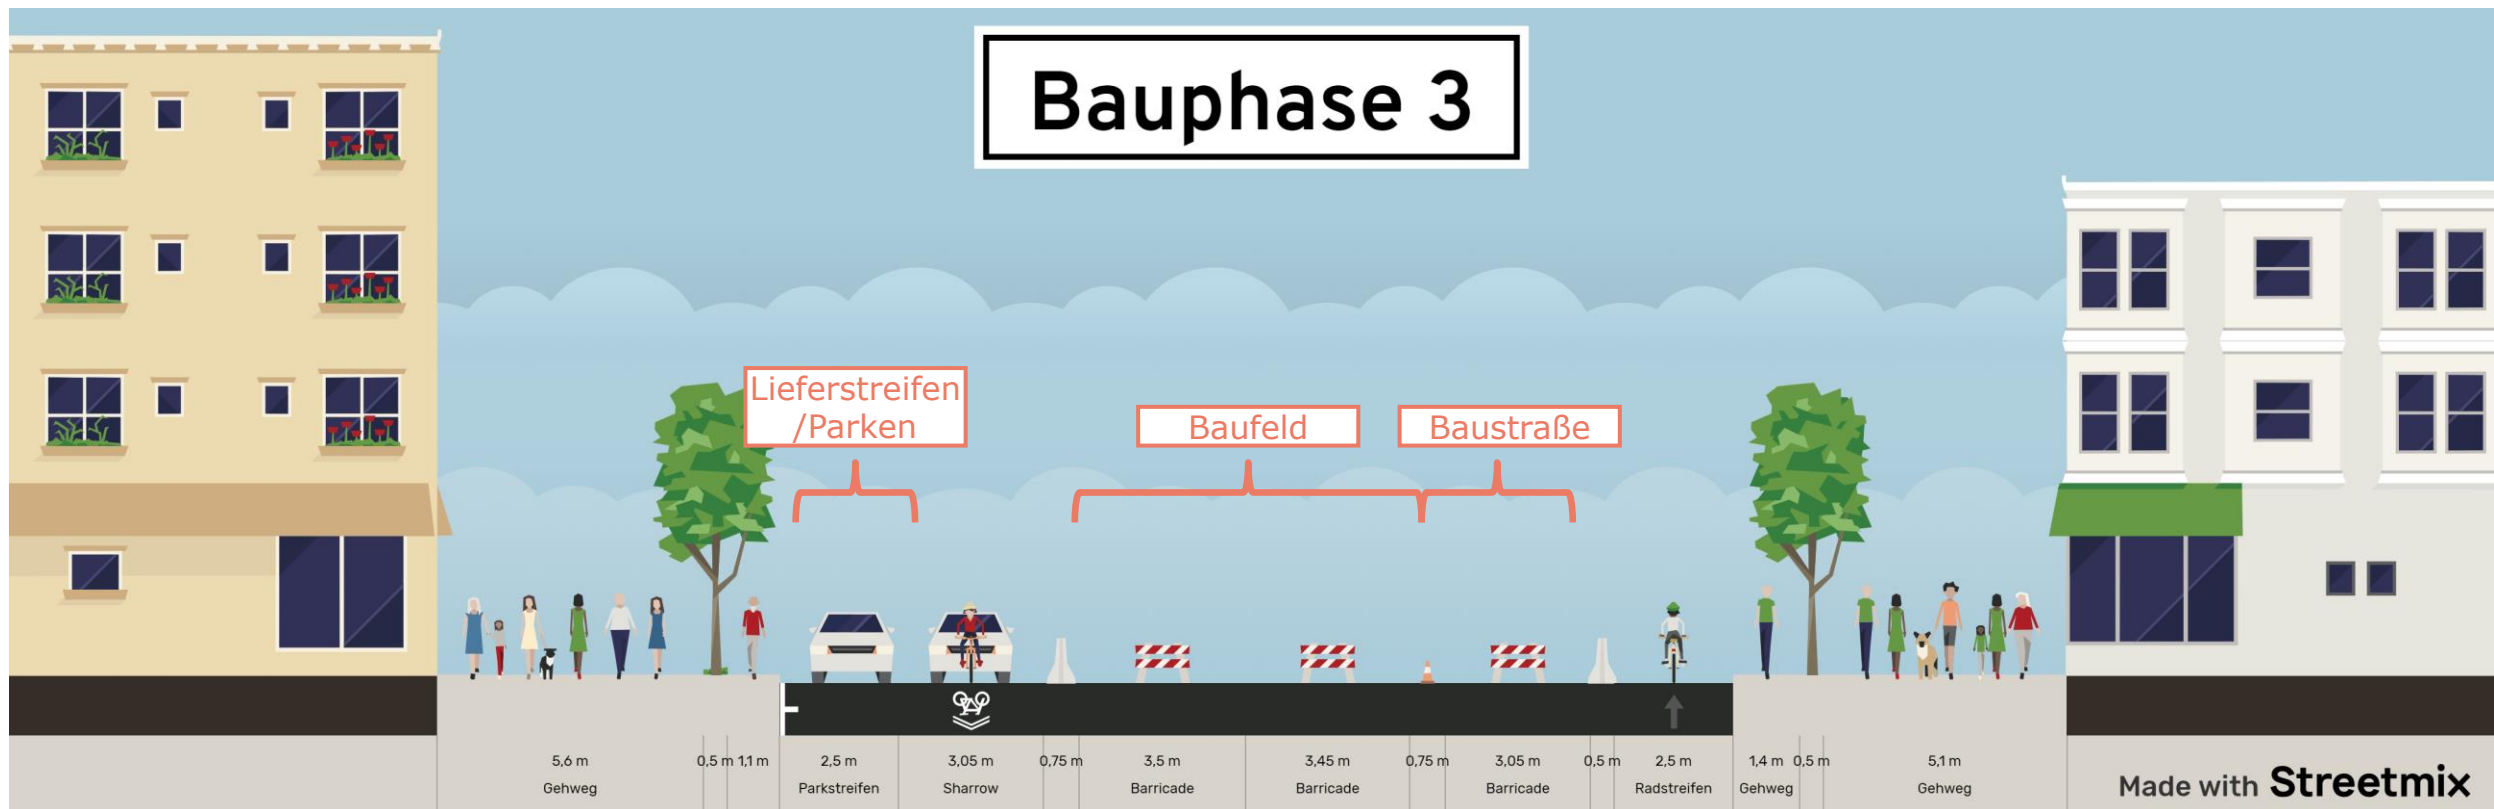 Bauphase 3
Lieferstreifen
/Parken
Baufeld
Baustraße
5,6 m
Gehweg
0,5 m
1,1 m
2,5 m
Parkstreifen
3,05 m
Sharrow
0,75 m
3,5 m
Barricade
3,45 m
Barricade
0,75 m
3,05 m
Barricade
0,5 m
2,5 m
Radstreifen
1,4 m
Gehweg
0,5 m
5,1 m
Gehweg
Made with Streetmix